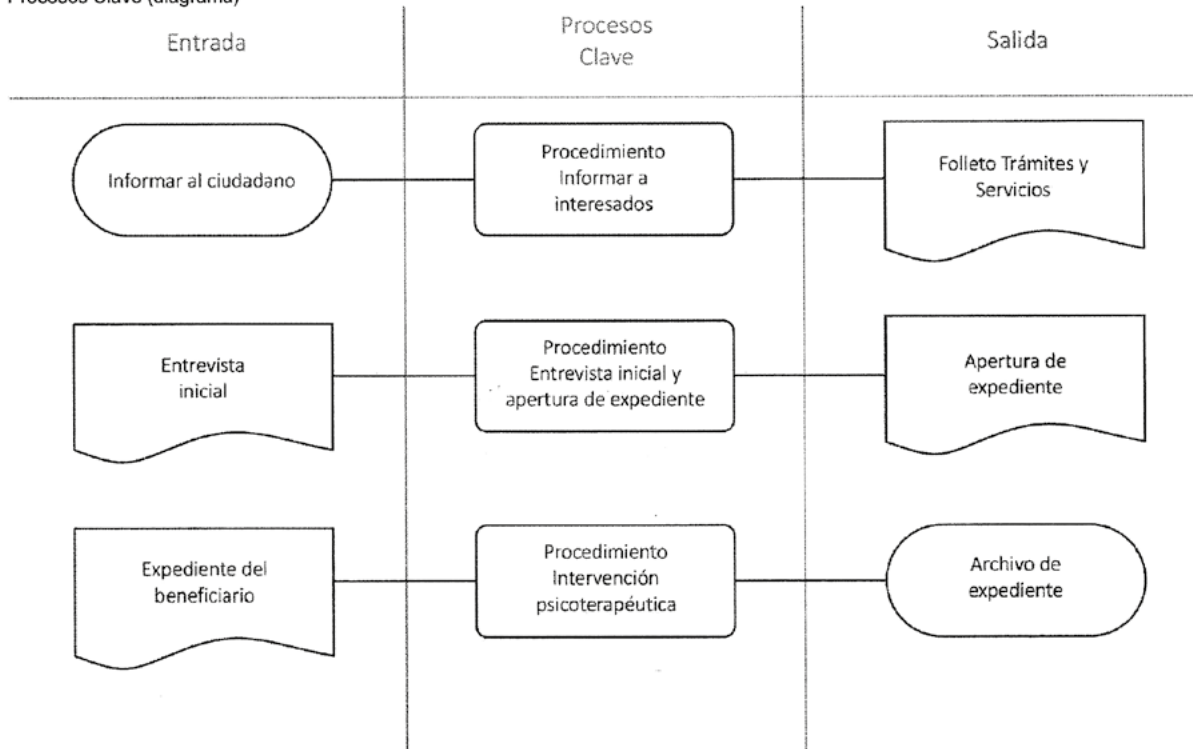 Procesos Clave (diagrama)
Entrada
Procesos
Clave
Salida
Informar al ciudadano
Procedimiento
Informar a
interesados
Folleto Trámites y
Servicios
Entrevista
inicial
Procedimiento
Entrevista inicial y
apertura de expediente
Apertura de
expediente
Expediente del
beneficiario
Procedimiento
Intervención
psicoterapéutica
Archivo de
expediente